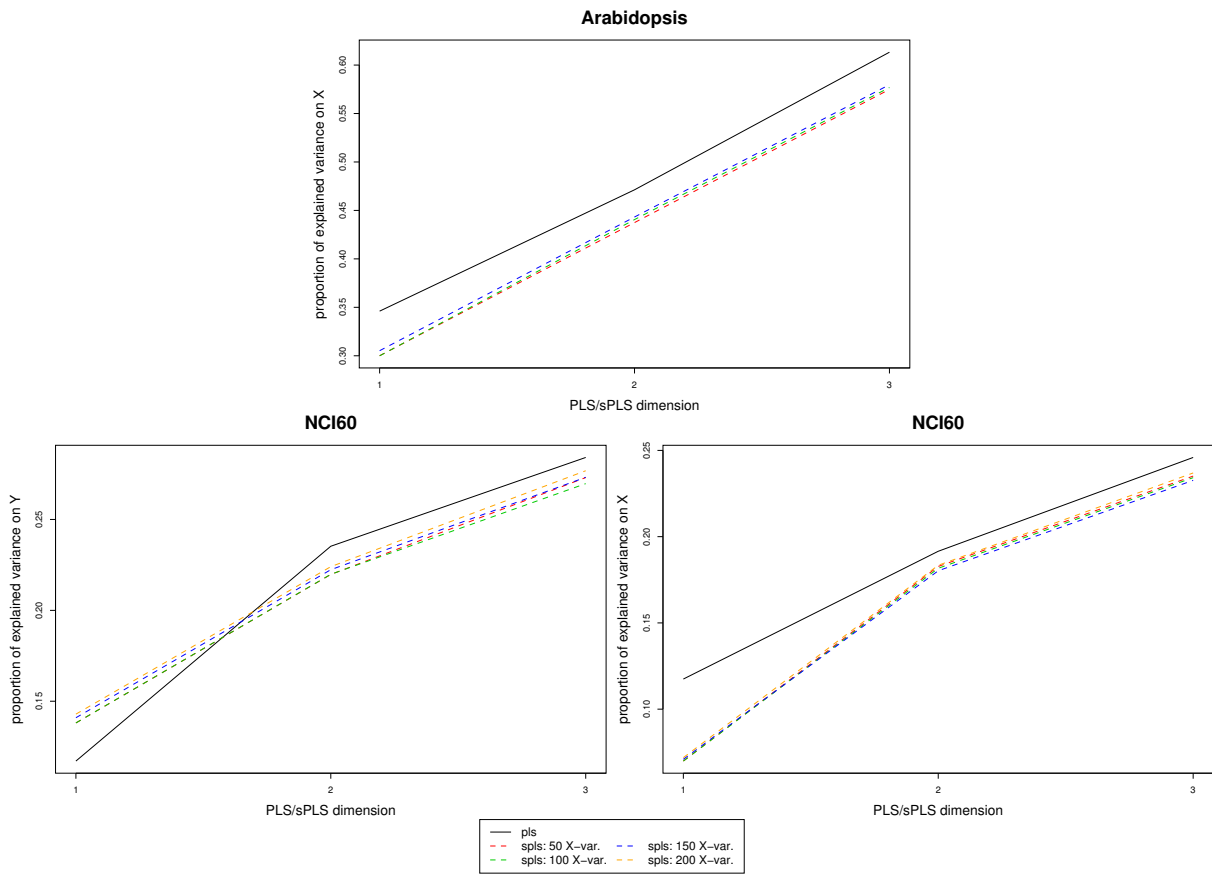 Arabidopsis
proportion of explained variance on X
0.60
0.55
0.50
0.45
0.40
0.35
0.30
1 2 3
PLS/sPLS dimension
NCI60
proportion of explained variance on Y
0.25
0.20
0.15
1 2 3
PLS/sPLS dimension
NCI60
proportion of explained variance on X
0.25
0.20
0.15
0.10
1 2 3
PLS/sPLS dimension
pls
spls: 50 X−var. spls: 150 X−var.
spls: 100 X−var. spls: 200 X−var.